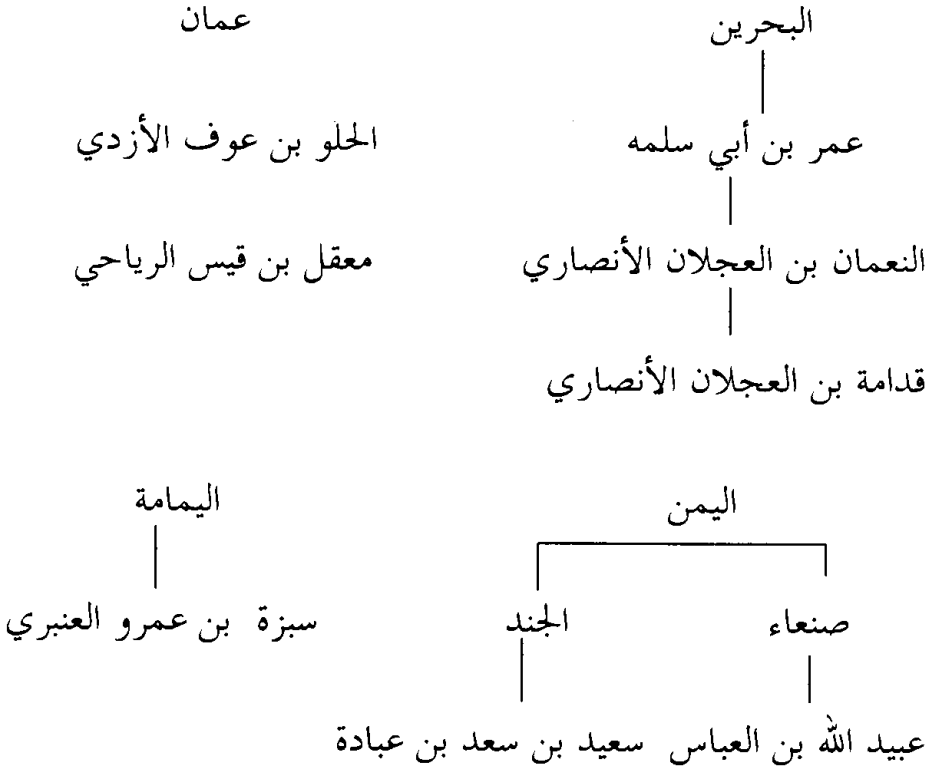 البحرين
عمر بن أبي سلمه
النعمان بن العجلان الأنصاري
قدامة بن العجلان الأنصاري
عمان
الحلو بن عوف الأزدي
معقل بن قيس الرياحي
اليمن
صنعاء
الجند
عبيد الله بن العباس
سعيد بن سعد بن عبادة
اليمامة
سبزة بن عمرو العنبري